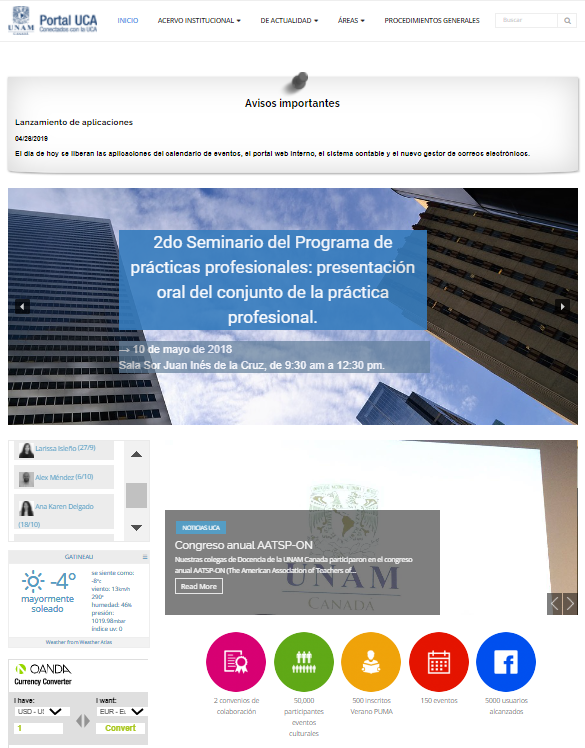 UNAM
CANADA
Portal UCA
Conectados con la UCA
INICIO
ACERVO INSTITUCIONAL
DE ACTUALIDAD
ÁREAS
PROCEDIMIENTOS GENERALES
Buscar
Avisos importantes
Lanzamiento de aplicaciones
04/26/2019
El día de hoy se liberan las aplicaciones del calendario de eventos, el portal web interno, el sistema contable y el nuevo gestor de correos electrónicos.
2do Seminario del Programa de
prácticas profesionales: presentación
oral del conjunto de la práctica
profesional.
→ 10 de mayo de 2018
Sala Sor Juan Inés de la Cruz, de 9:30 am a 12:30 pm.
Larissa Isleño (27/9)
Alex Méndez (6/10)
Ana Karen Delgado
(18/10)
NOTICIAS UCA
Congreso anual AATSP-ON
Nuestras colegas de Docencia de la UNAM Canada participaron en el congreso
anual AATSP-ON (The American Association of Teachers of...
Read More
UNAM
CANADA
GATINEAU
-4°
mayormente
soleado
se siente como:
-8°c
viento: 13km/h
290°
humedad: 46%
presión:
1019.98mbar
índice uv: 0
Weather from Weather Atlas
OANDA
Currency Converter
I have:
I want:
USD - U
EUR - E
1
Convert
2 convenios de
colaboración
50,000
participantes
eventos
culturales
500 inscritos
Verano PUMA
150 eventos
5000 usuarios
alcanzados